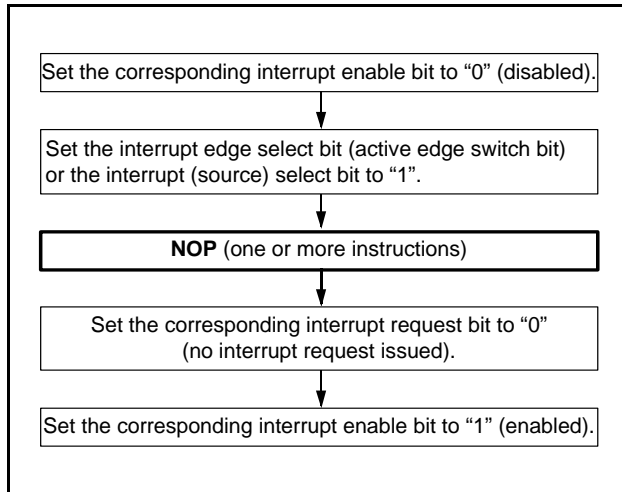 Set the corresponding interrupt enable bit to “0” (disabled).
Set the interrupt edge select bit (active edge switch bit)
or the interrupt (source) select bit to “1”.
NOP (one or more instructions)
Set the corresponding interrupt request bit to “0”
(no interrupt request issued).
Set the corresponding interrupt enable bit to “1” (enabled).